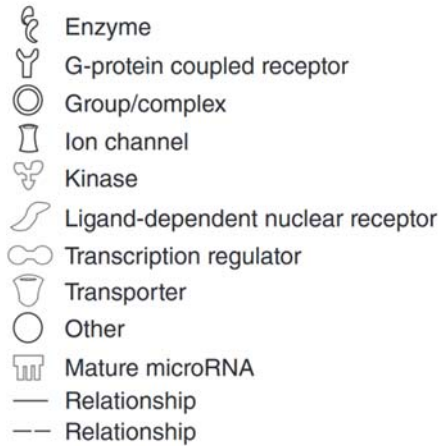 Enzyme
G-protein coupled receptor
Group/complex
Ion channel
Kinase
Ligand-dependent nuclear receptor
Transcription regulator
Transporter
Other
Mature microRNA
Relationship
Relationship